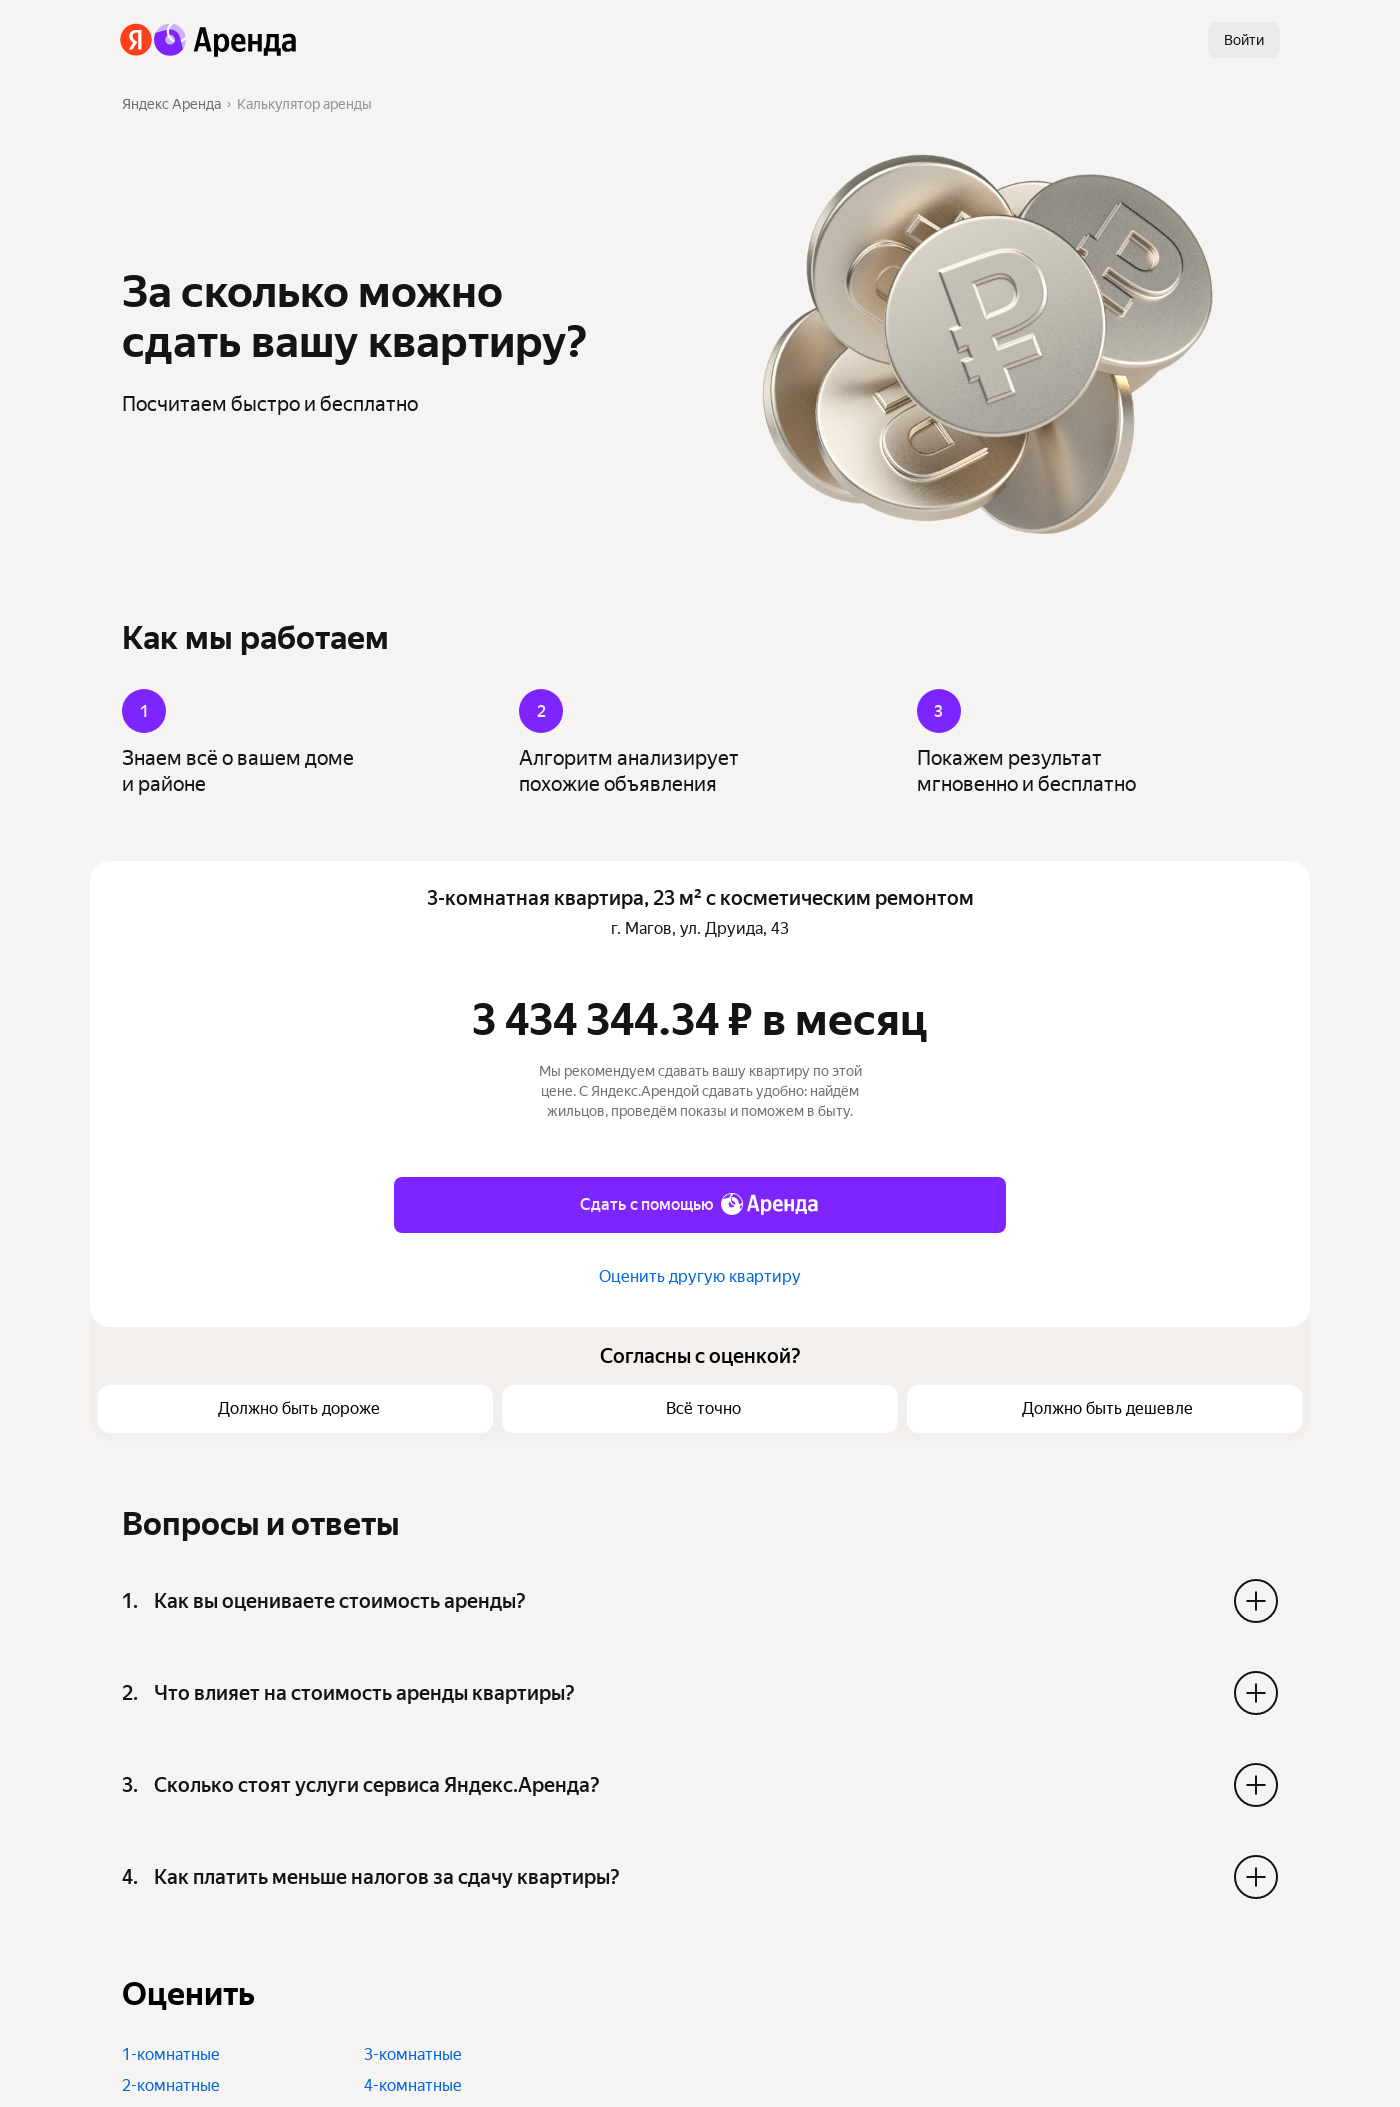 Я Аренда
Войти
Яндекс Аренда › Калькулятор аренды
За сколько можно
сдать вашу квартиру?
Посчитаем быстро и бесплатно
Как мы работаем
1
Знаем всё о вашем доме
и районе
2
Алгоритм анализирует
похожие объявления
3
Покажем результат
мгновенно и бесплатно
3-комнатная квартира, 23 м² с косметическим ремонтом
г. Магов, ул. Друида, 43
3 434 344.34 ₽ в месяц
Мы рекомендуем сдавать вашу квартиру по этой
цене. С Яндекс.Арендой сдавать удобно: найдём
жильцов, проведём показы и поможем в быту.
Сдать с помощью Аренда
Оценить другую квартиру
Согласны с оценкой?
Должно быть дороже
Всё точно
Должно быть дешевле
Вопросы и ответы
1. Как вы оцениваете стоимость аренды?
2. Что влияет на стоимость аренды квартиры?
3. Сколько стоят услуги сервиса Яндекс.Аренда?
4. Как платить меньше налогов за сдачу квартиры?
Оценить
1-комнатные
2-комнатные
3-комнатные
4-комнатные